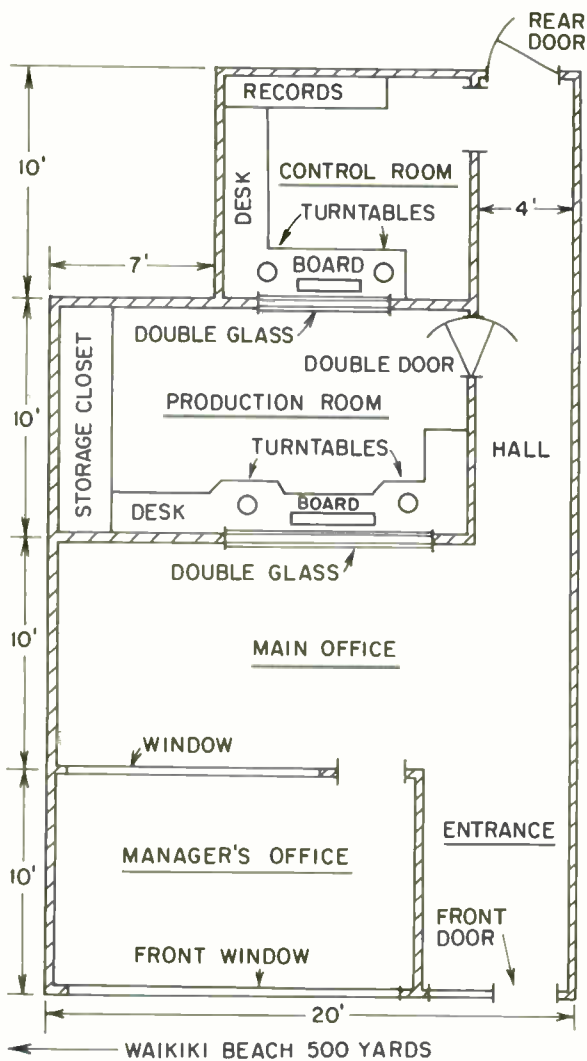 REAR
DOOR
RECORDS
10'
DESK
CONTROL ROOM
TURNTABLES
4'
7'
BOARD
DOUBLE GLASS
DOUBLE DOOR
10'
STORAGE CLOSET
PRODUCTION ROOM
HALL
TURNTABLES
DESK
BOARD
DOUBLE GLASS
10'
MAIN OFFICE
WINDOW
ENTRANCE
10'
MANAGER'S OFFICE
FRONT
DOOR
FRONT WINDOW
20'
WAIKIKI BEACH 500 YARDS